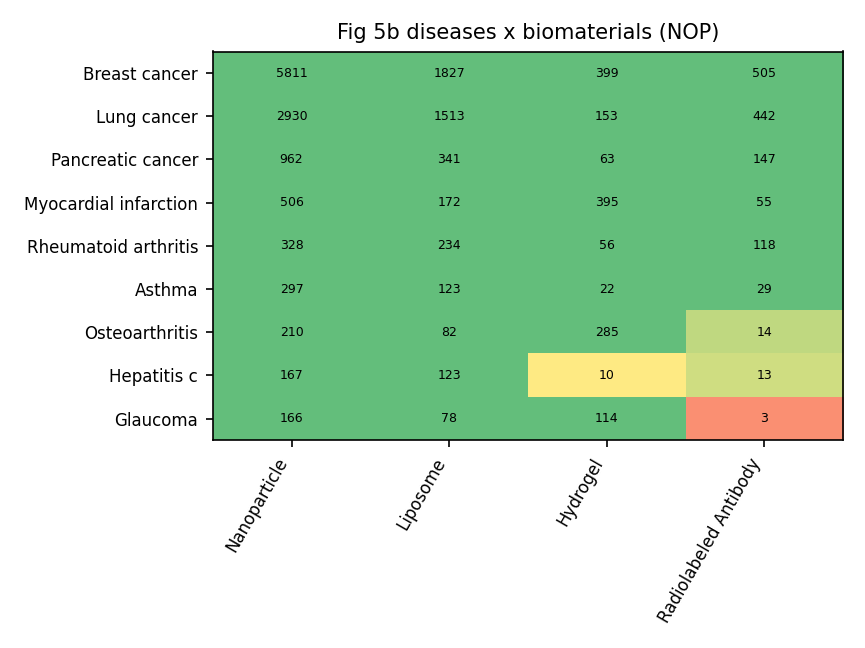 Fig 5b diseases x biomaterials (NOP)
Breast cancer 5811 1827 399 505
Lung cancer 2930 1513 153 442
Pancreatic cancer 962 341 63 147
Myocardial infarction 506 172 395 55
Rheumatoid arthritis 328 234 56 118
Asthma 297 123 22 29
Osteoarthritis 210 82 285 14
Hepatitis c 167 123 10 13
Glaucoma 166 78 114 3
Nanoparticle Liposome Hydrogel Radiolabeled Antibody